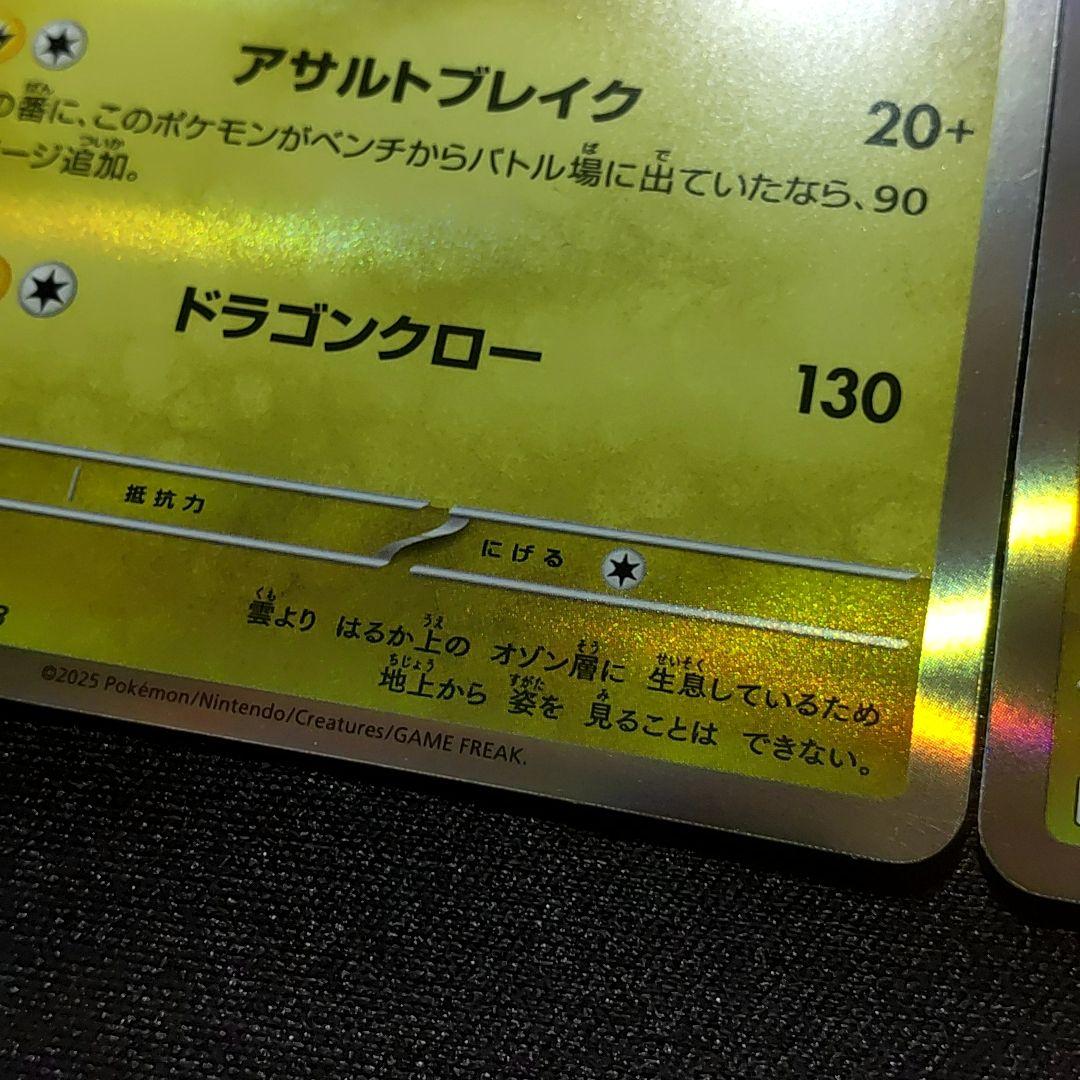 アサルトブレイク 20+
の番に、このポケモンがベンチからバトル場に出ていたなら、90
ージ追加。
ドラゴンクロー 130
抵抗力 にげる
雲より はるか上の オゾン層に 生息しているため
地上から 姿を 見ることは できない。
©2025 Pokémon/Nintendo/Creatures/GAME FREAK.